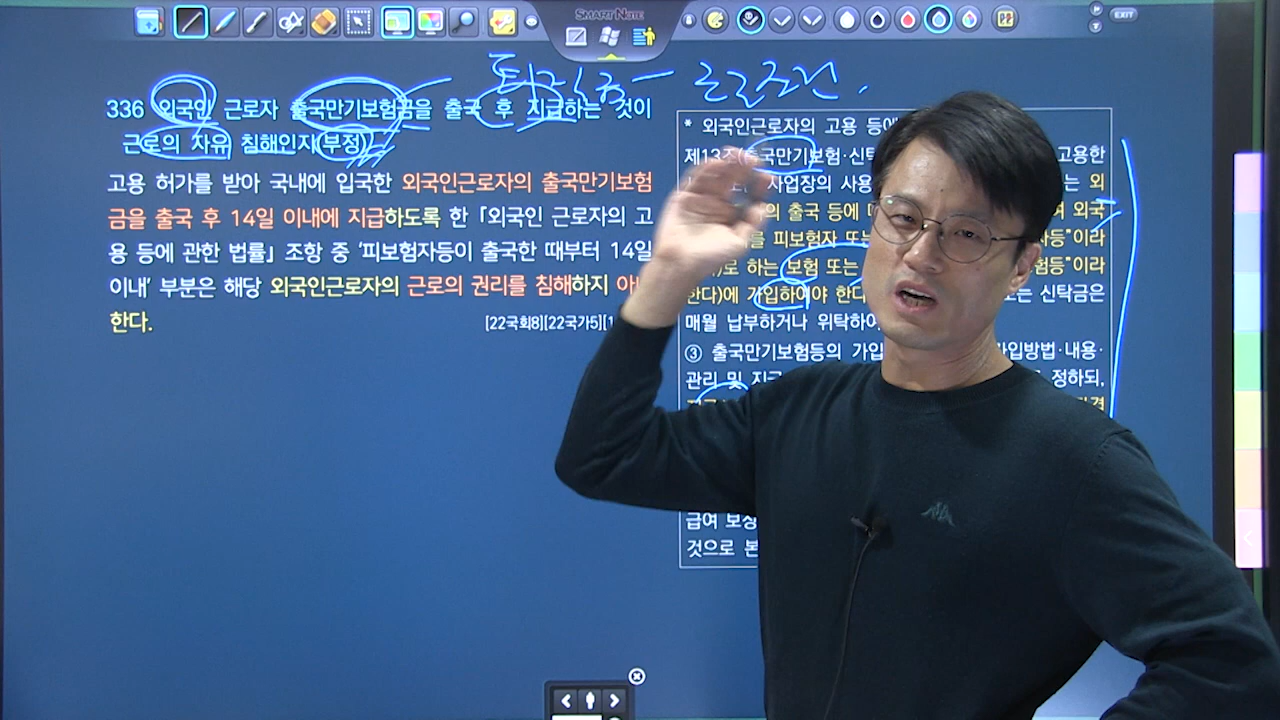 SMART NOTE
EXIT
퇴직금 - 근로조건.
336 외국인 근로자 출국만기보험금을 출국 후 지급하는 것이
근로의 자유 침해인지(부정)
고용 허가를 받아 국내에 입국한 외국인근로자의 출국만기보험
금을 출국 후 14일 이내에 지급하도록 한 「외국인 근로자의 고
용 등에 관한 법률」 조항 중 ‘피보험자등이 출국한 때부터 14일
이내’ 부분은 해당 외국인근로자의 근로의 권리를 침해하지 아니
한다.
[22국회8][22국가5]
* 외국인근로자의 고용 등에
제13조(출국만기보험·신탁 고용한
사업장의 사용 는 외
의 출국 등에 외국
를 피보험자 또는 자등”이라
로 하는 보험 또는 험등”이라
한다)에 가입하여야 한다 또는 신탁금은
매월 납부하거나 위탁하여
③ 출국만기보험등의 가입 가입방법·내용·
관리 및 지급 정하되,
급여 보장
것으로 본